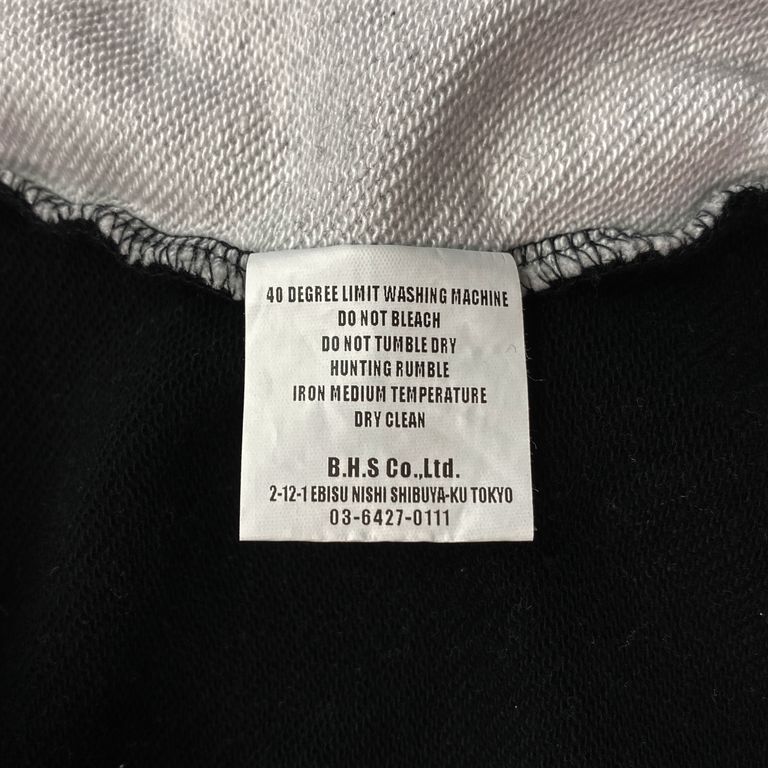 40 DEGREE LIMIT WASHING MACHINE
DO NOT BLEACH
DO NOT TUMBLE DRY
HUNTING RUMBLE
IRON MEDIUM TEMPERATURE
DRY CLEAN
B.H.S Co.,Ltd.
2-12-1 EBISU NISHI SHIBUYA-KU TOKYO
03-6427-0111